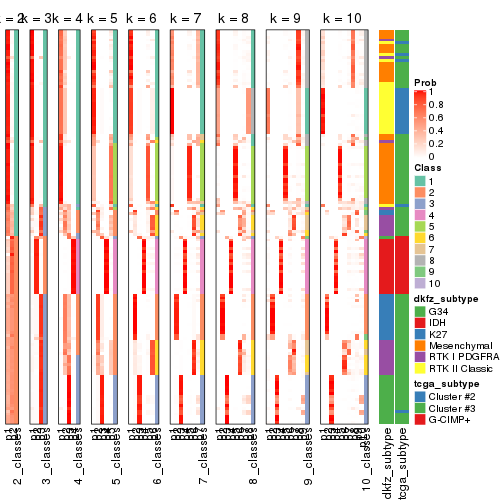 k = 2 k = 3 k = 4 k = 5 k = 6 k = 7 k = 8 k = 9 k = 10
Prob
1
0.8
0.6
0.4
0.2
0
Class
1
2
3
4
5
6
7
8
9
10
dkfz_subtype
G34
IDH
K27
Mesenchymal
RTK I PDGFRA
RTK II Classic
tcga_subtype
Cluster #2
Cluster #3
G-CIMP+
2_classes
3_classes
4_classes
5_classes
6_classes
7_classes
8_classes
9_classes
10_classes
dkfz_subtype
tcga_subtype